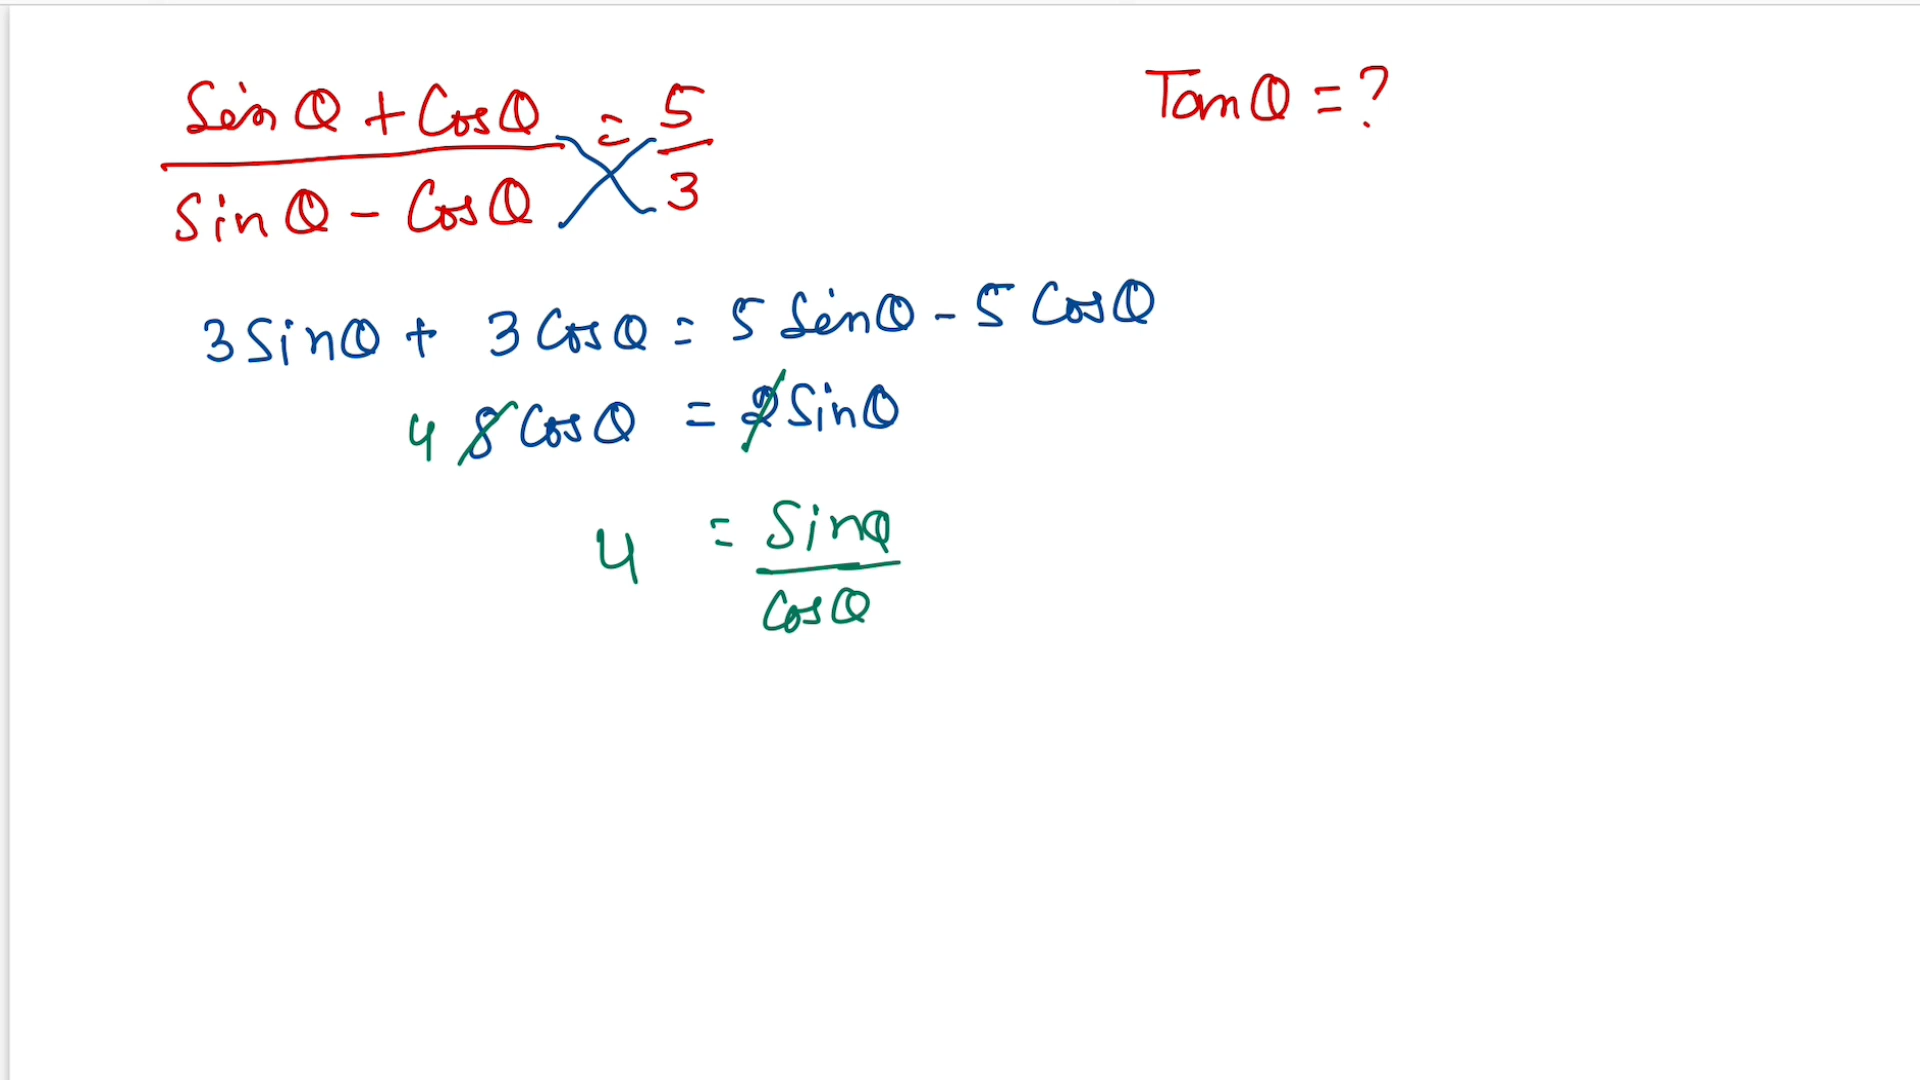 Sin θ + Cos θ = 5 Tan θ = ?
Sin θ - Cos θ 3
3 Sin θ + 3 Cos θ = 5 Sin θ - 5 Cos θ
4 8 Cos θ = 2 Sin θ
4 = Sin θ
Cos θ